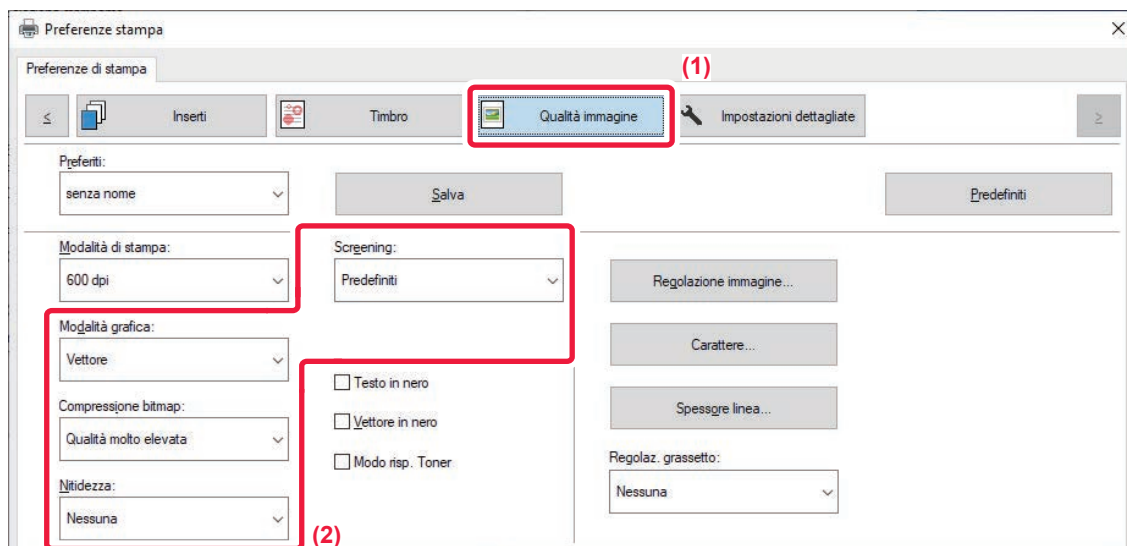 Preferenze stampa
Preferenze di stampa
(1)
< Inserti Timbro Qualità immagine Impostazioni dettagliate >
Preferiti:
senza nome Salva Predefiniti
Modalità di stampa: Screening:
600 dpi Predefiniti Regolazione immagine...
Modalità grafica:
Vettore Carattere...
Testo in nero
Compressione bitmap:
Vettore in nero Spessore linea...
Qualità molto elevata
Modo risp. Toner Regolaz. grassetto:
Nitidezza:
Nessuna Nessuna
(2)